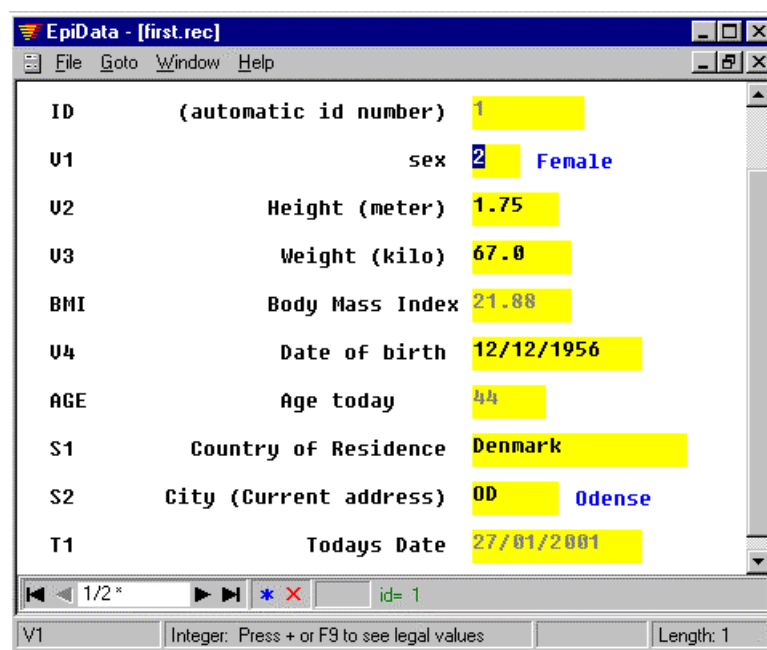 EpiData - [first.rec]
File Goto Window Help
ID (automatic id number) 1
V1 sex 2 Female
V2 Height (meter) 1.75
V3 Weight (kilo) 67.0
BMI Body Mass Index 21.88
V4 Date of birth 12/12/1956
AGE Age today 44
S1 Country of Residence Denmark
S2 City (Current address) OD Odense
T1 Todays Date 27/01/2001
1/2 * * id= 1
V1 Integer: Press + or F9 to see legal values Length: 1